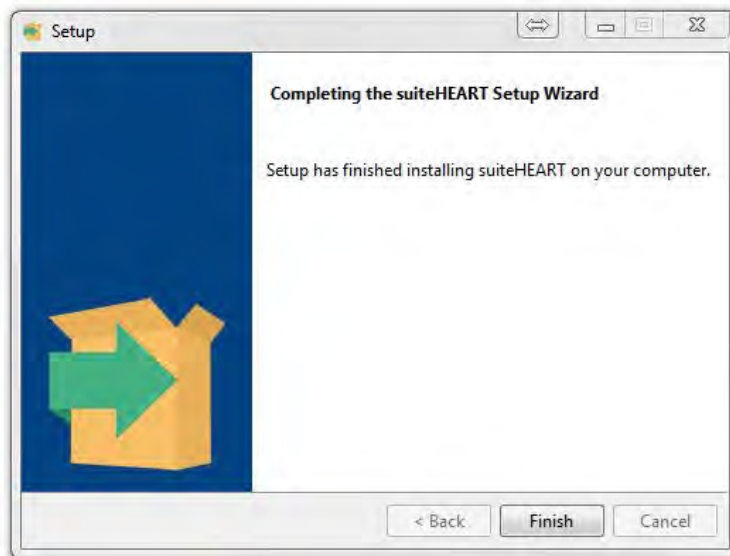 Setup
Completing the suiteHEART Setup Wizard
Setup has finished installing suiteHEART on your computer.
< Back
Finish
Cancel